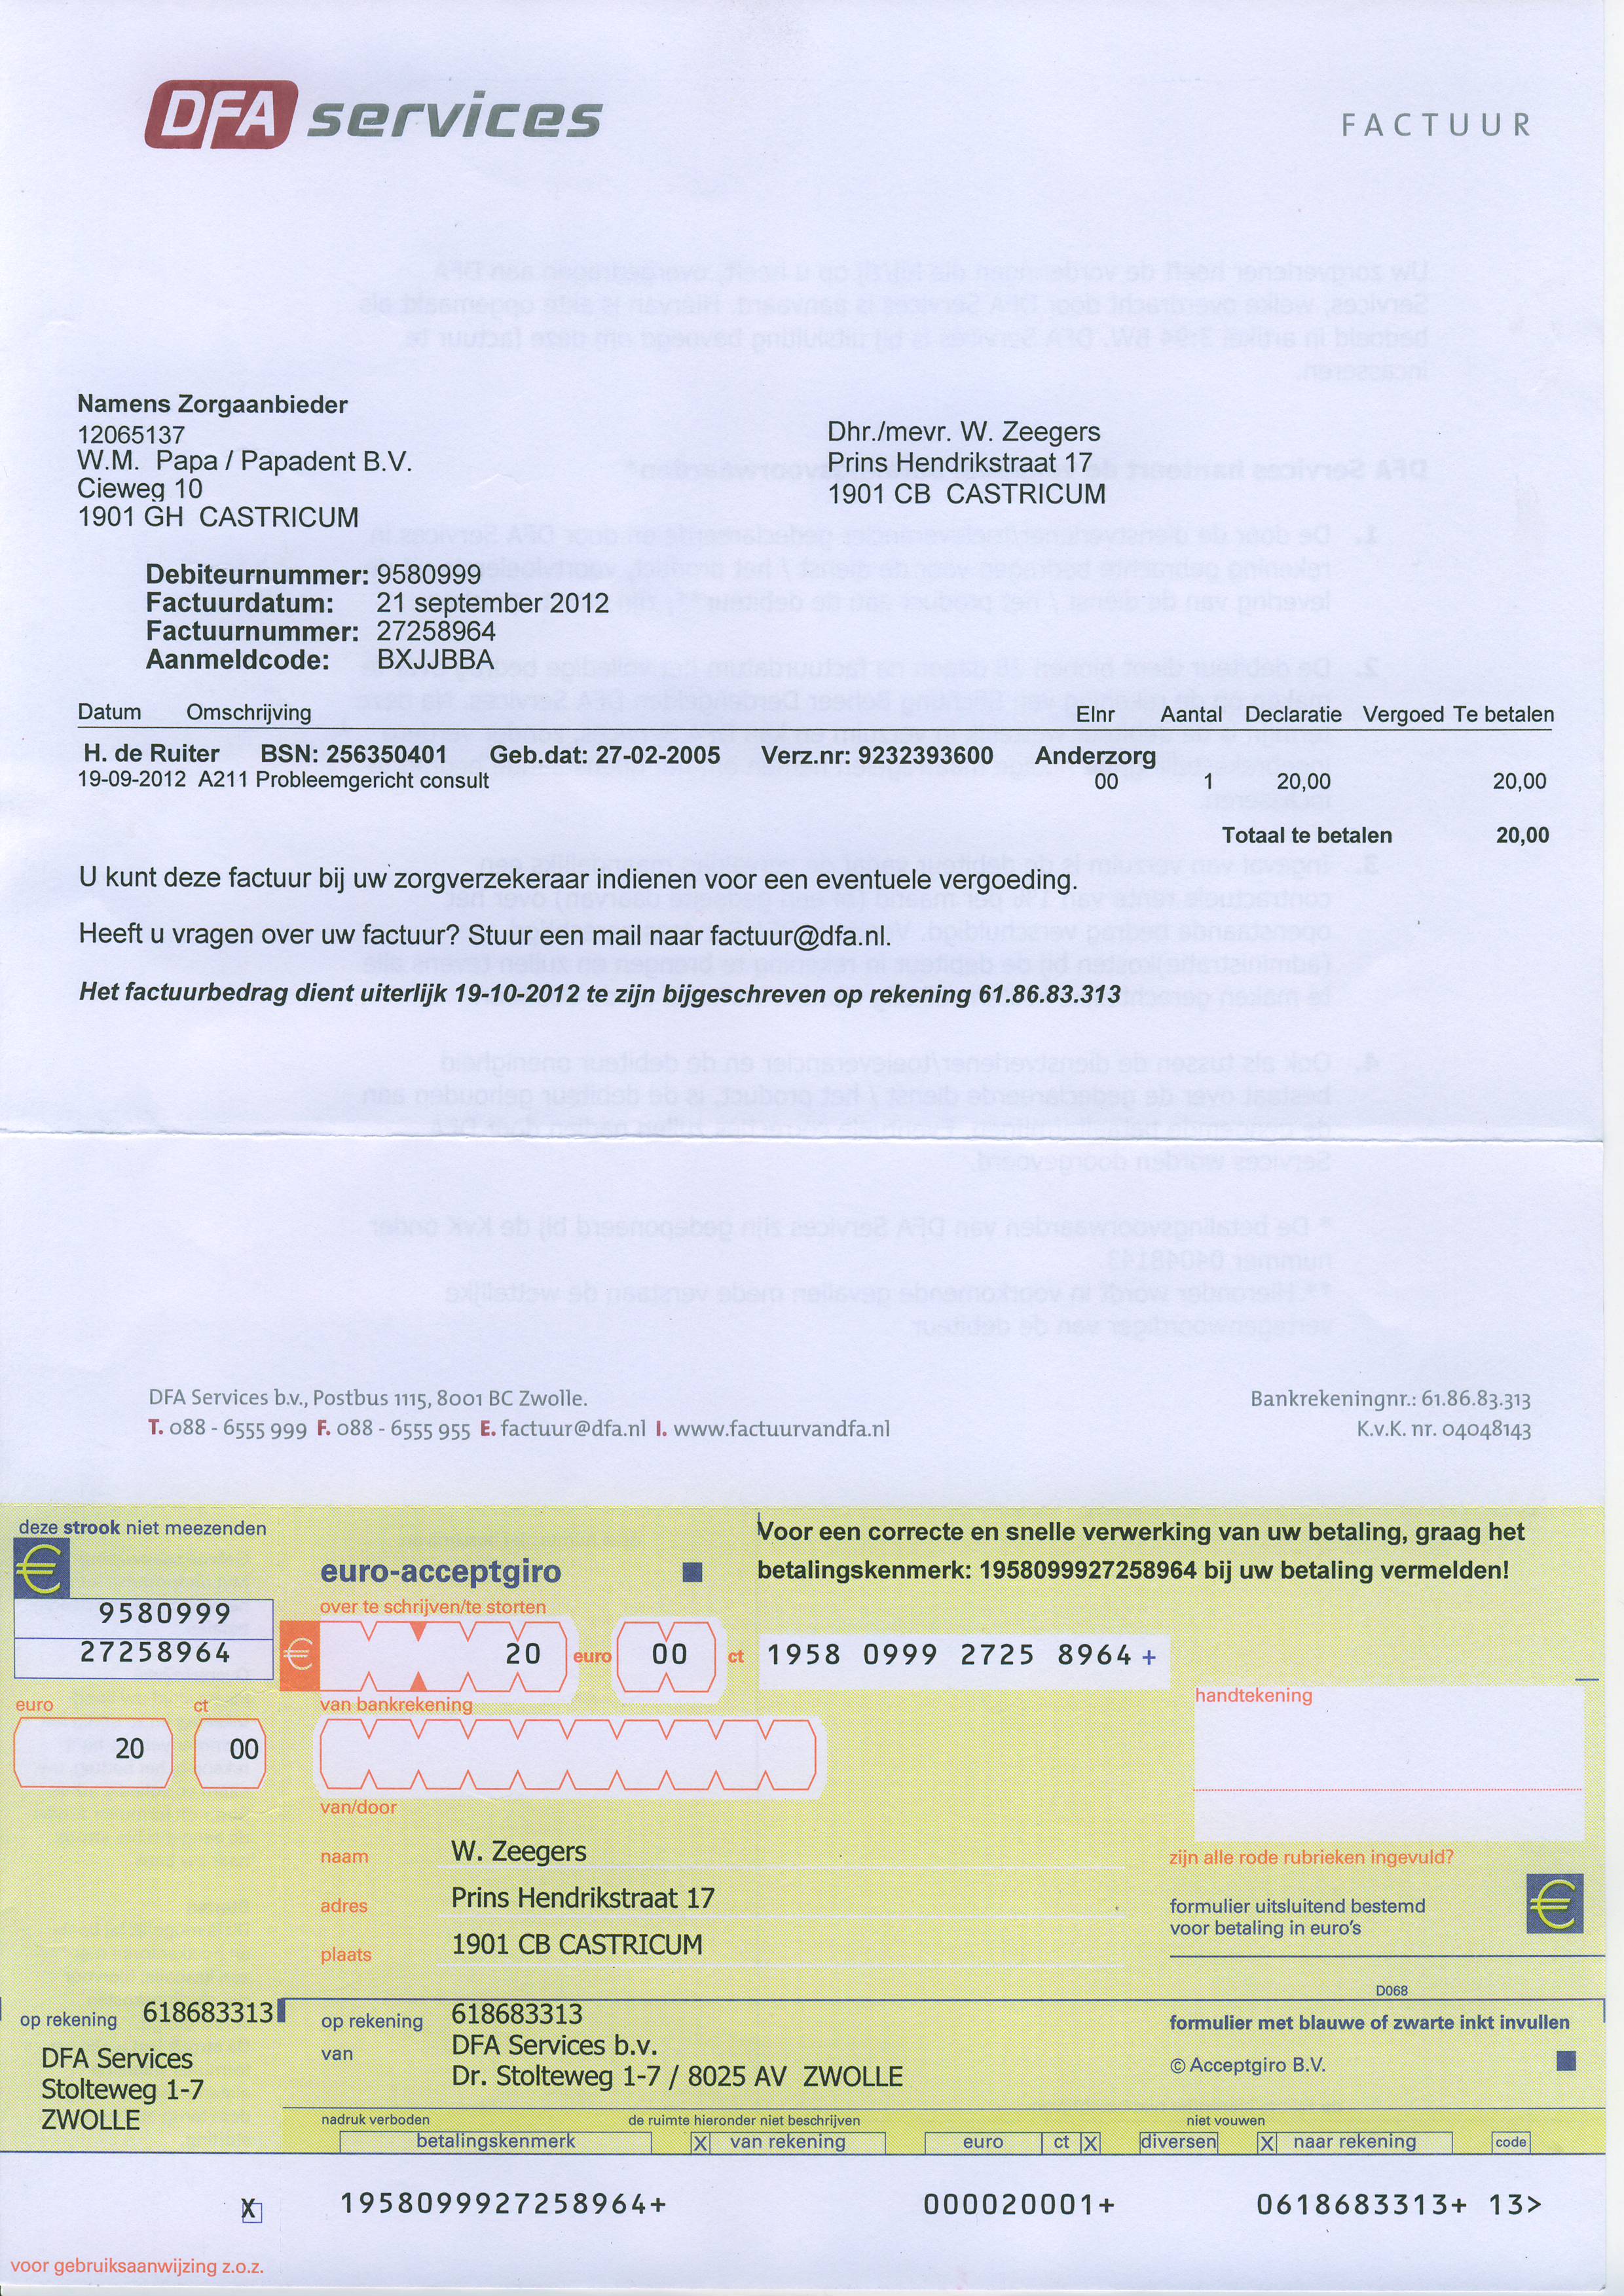 DFA services
FACTUUR
Namens Zorgaanbieder
12065137
W.M. Papa / Papadent B.V.
Cieweg 10
1901 GH CASTRICUM
Dhr./mevr. W. Zeegers
Prins Hendrikstraat 17
1901 CB CASTRICUM
Debiteurnummer: 9580999
Factuurdatum: 21 september 2012
Factuurnummer: 27258964
Aanmeldcode: BXJJBBA
Datum Omschrijving Elnr Aantal Declaratie Vergoed Te betalen
H. de Ruiter BSN: 256350401 Geb.dat: 27-02-2005 Verz.nr: 9232393600 Anderzorg
19-09-2012 A211 Probleemgericht consult 00 1 20,00 20,00
Totaal te betalen 20,00
U kunt deze factuur bij uw zorgverzekeraar indienen voor een eventuele vergoeding.
Heeft u vragen over uw factuur? Stuur een mail naar factuur@dfa.nl.
Het factuurbedrag dient uiterlijk 19-10-2012 te zijn bijgeschreven op rekening 61.86.83.313
DFA Services b.v., Postbus 1115, 8001 BC Zwolle.
T. 088 - 6555 999 F. 088 - 6555 955 E. factuur@dfa.nl I. www.factuurvandfa.nl
Bankrekeningnr.: 61.86.83.313
K.v.K. nr. 04048143
deze strook niet meezenden
€
9580999
27258964
euro ct
20 00
euro-acceptgiro
Voor een correcte en snelle verwerking van uw betaling, graag het
betalingskenmerk: 1958099927258964 bij uw betaling vermelden!
over te schrijven/te storten
€ 20 euro 00 ct 1958 0999 2725 8964 +
van bankrekening
handtekening
van/door
naam W. Zeegers
adres Prins Hendrikstraat 17
plaats 1901 CB CASTRICUM
zijn alle rode rubrieken ingevuld?
formulier uitsluitend bestemd
voor betaling in euro's
€
D068
op rekening 618683313
DFA Services
Stolteweg 1-7
ZWOLLE
op rekening 618683313
van DFA Services b.v.
Dr. Stolteweg 1-7 / 8025 AV ZWOLLE
formulier met blauwe of zwarte inkt invullen
© Acceptgiro B.V.
nadruk verboden de ruimte hieronder niet beschrijven niet vouwen
betalingskenmerk X van rekening euro ct X diversen X naar rekening code
X 1958099927258964+ 000020001+ 0618683313+ 13>
voor gebruiksaanwijzing z.o.z.